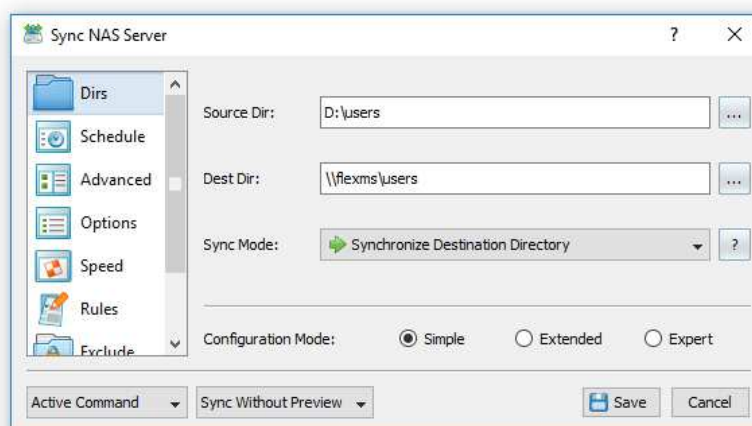 Sync NAS Server ?
Dirs
Schedule
Advanced
Options
Speed
Rules
Exclude
Source Dir: D:\users ...
Dest Dir: \\flexms\users ...
Sync Mode: Synchronize Destination Directory ?
Configuration Mode: Simple Extended Expert
Active Command Sync Without Preview Save Cancel